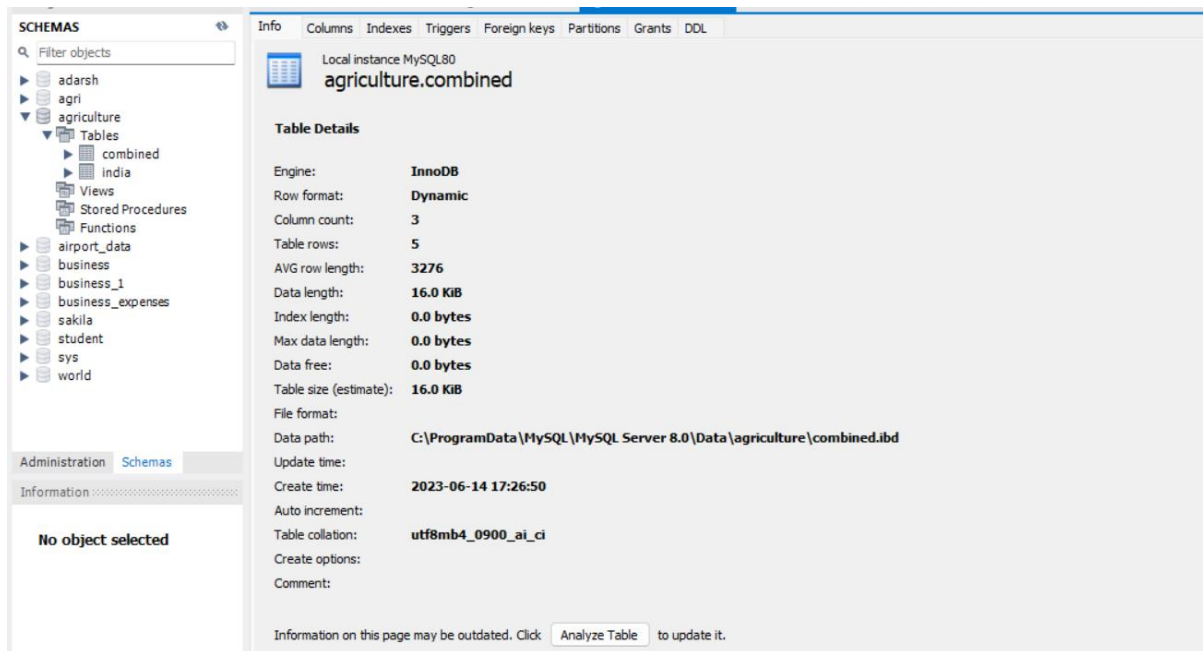 SCHEMAS
Filter objects
adarsh
agri
agriculture
Tables
combined
india
Views
Stored Procedures
Functions
airport_data
business
business_1
business_expenses
sakila
student
sys
world
Administration Schemas
Information
No object selected
Info Columns Indexes Triggers Foreign keys Partitions Grants DDL
Local instance MySQL80
agriculture.combined
Table Details
Engine: InnoDB
Row format: Dynamic
Column count: 3
Table rows: 5
AVG row length: 3276
Data length: 16.0 KiB
Index length: 0.0 bytes
Max data length: 0.0 bytes
Data free: 0.0 bytes
Table size (estimate): 16.0 KiB
File format:
Data path: C:\ProgramData\MySQL\MySQL Server 8.0\Data\agriculture\combined.ibd
Update time:
Create time: 2023-06-14 17:26:50
Auto increment:
Table collation: utf8mb4_0900_ai_ci
Create options:
Comment:
Information on this page may be outdated. Click Analyze Table to update it.